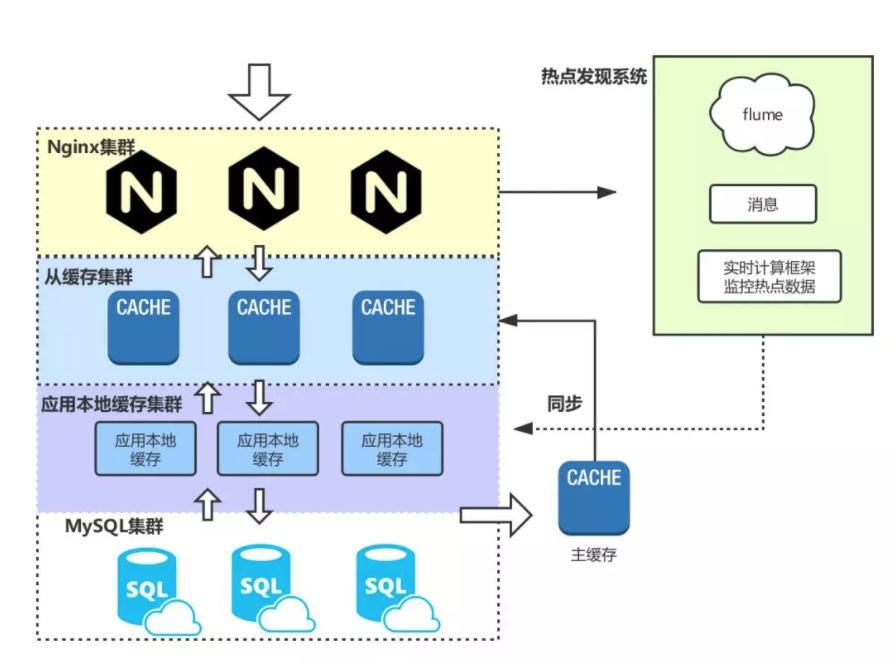 热点发现系统
flume
消息
实时计算框架
监控热点数据
Nginx集群
N
N
N
从缓存集群
CACHE
CACHE
CACHE
应用本地缓存集群
应用本地
缓存
应用本地
缓存
应用本地
缓存
同步
CACHE
主缓存
MySQL集群
SQL
SQL
SQL